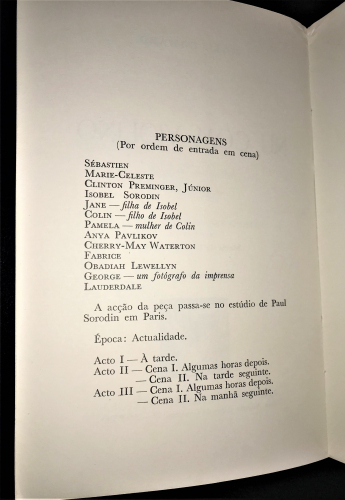 PERSONAGENS
(Por ordem de entrada em cena)
SÉBASTIEN
MARIE-CELESTE
CLINTON PREMINGER, JÚNIOR
ISOBEL SORODIN
JANE — filha de Isobel
COLIN — filho de Isobel
PAMELA — mulher de Colin
ANYA PAVLIKOV
CHERRY-MAY WATERTON
FABRICE
OBADIAH LEWELLYN
GEORGE — um fotógrafo da imprensa
LAUDERDALE
A acção da peça passa-se no estúdio de Paul
Sorodin em Paris.
Época: Actualidade.
Acto I — À tarde.
Acto II — Cena I. Algumas horas depois.
— Cena II. Na tarde seguinte.
Acto III — Cena I. Algumas horas depois.
— Cena II. Na manhã seguinte.